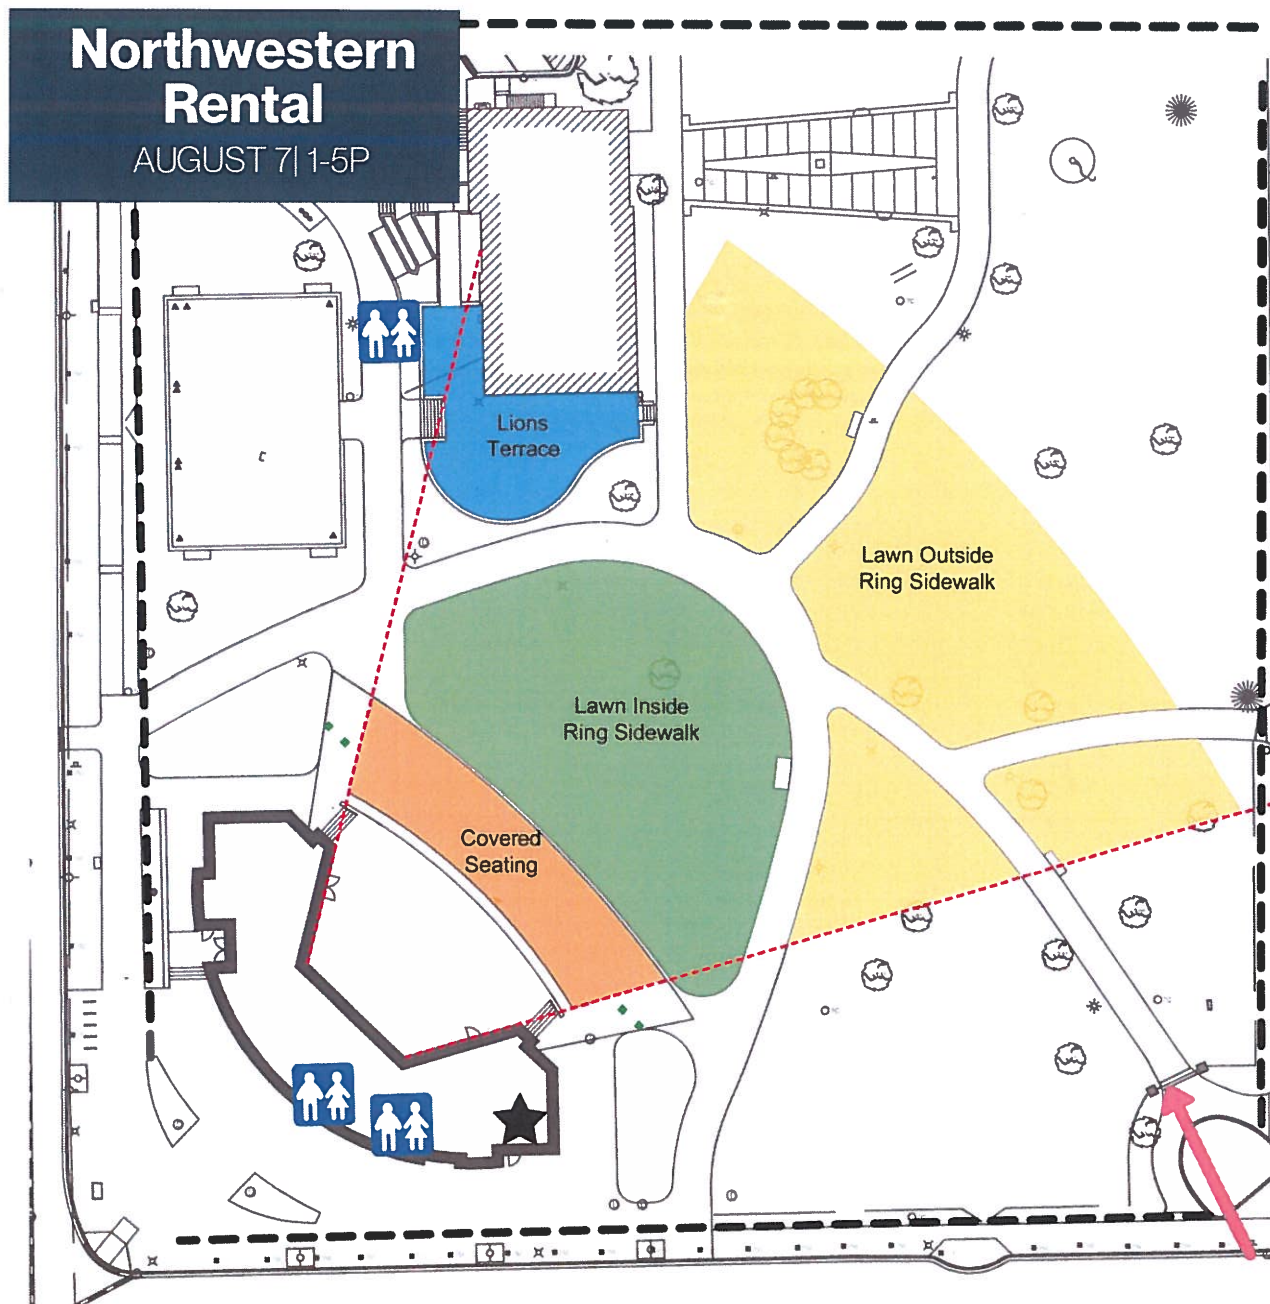 Northwestern
Rental
AUGUST 7| 1-5P
Lions
Terrace
Lawn Outside
Ring Sidewalk
Lawn Inside
Ring Sidewalk
Covered
Seating